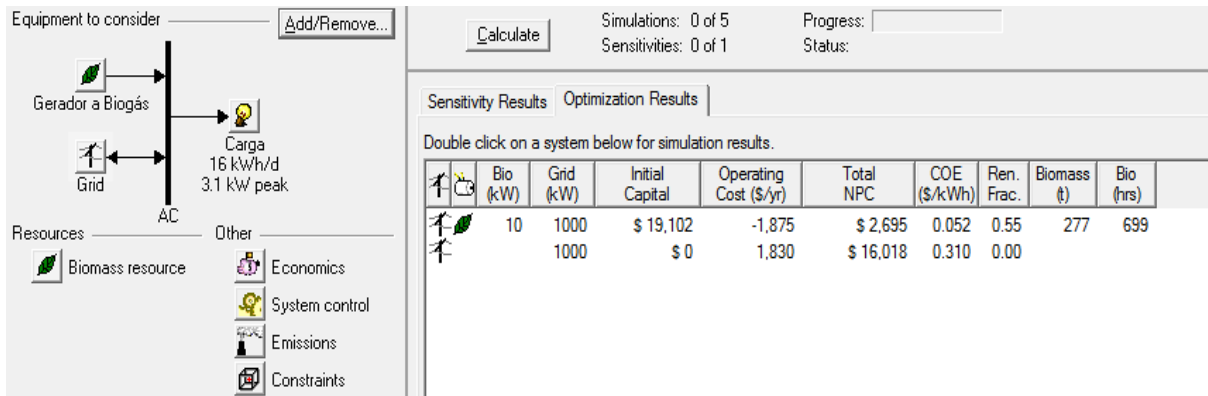 Equipment to consider
Add/Remove...
Gerador a Biogás
Grid
AC
Carga
16 kWh/d
3.1 kW peak
Resources
Biomass resource
Other
Economics
System control
Emissions
Constraints
Calculate
Simulations: 0 of 5
Sensitivities: 0 of 1
Progress:
Status:
Sensitivity Results
Optimization Results
Double click on a system below for simulation results.
Bio (kW) Grid (kW) Initial Capital Operating Cost ($/yr) Total NPC COE ($/kWh) Ren. Frac. Biomass (t) Bio (hrs)
10 1000 $ 19,102 -1,875 $ 2,695 0.052 0.55 277 699
1000 $ 0 1,830 $ 16,018 0.310 0.00